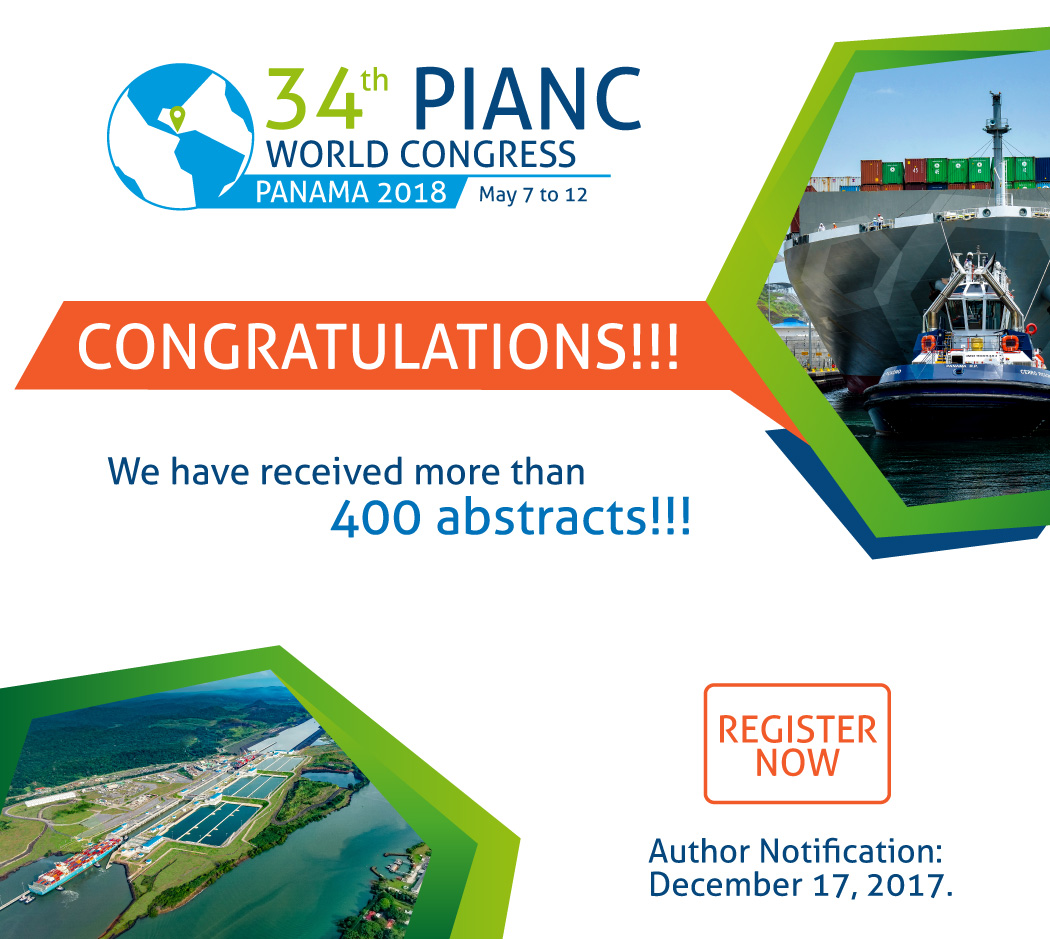 34th PIANC
WORLD CONGRESS
PANAMA 2018 May 7 to 12
CONGRATULATIONS!!!
We have received more than
400 abstracts!!!
REGISTER
NOW
Author Notification:
December 17, 2017.